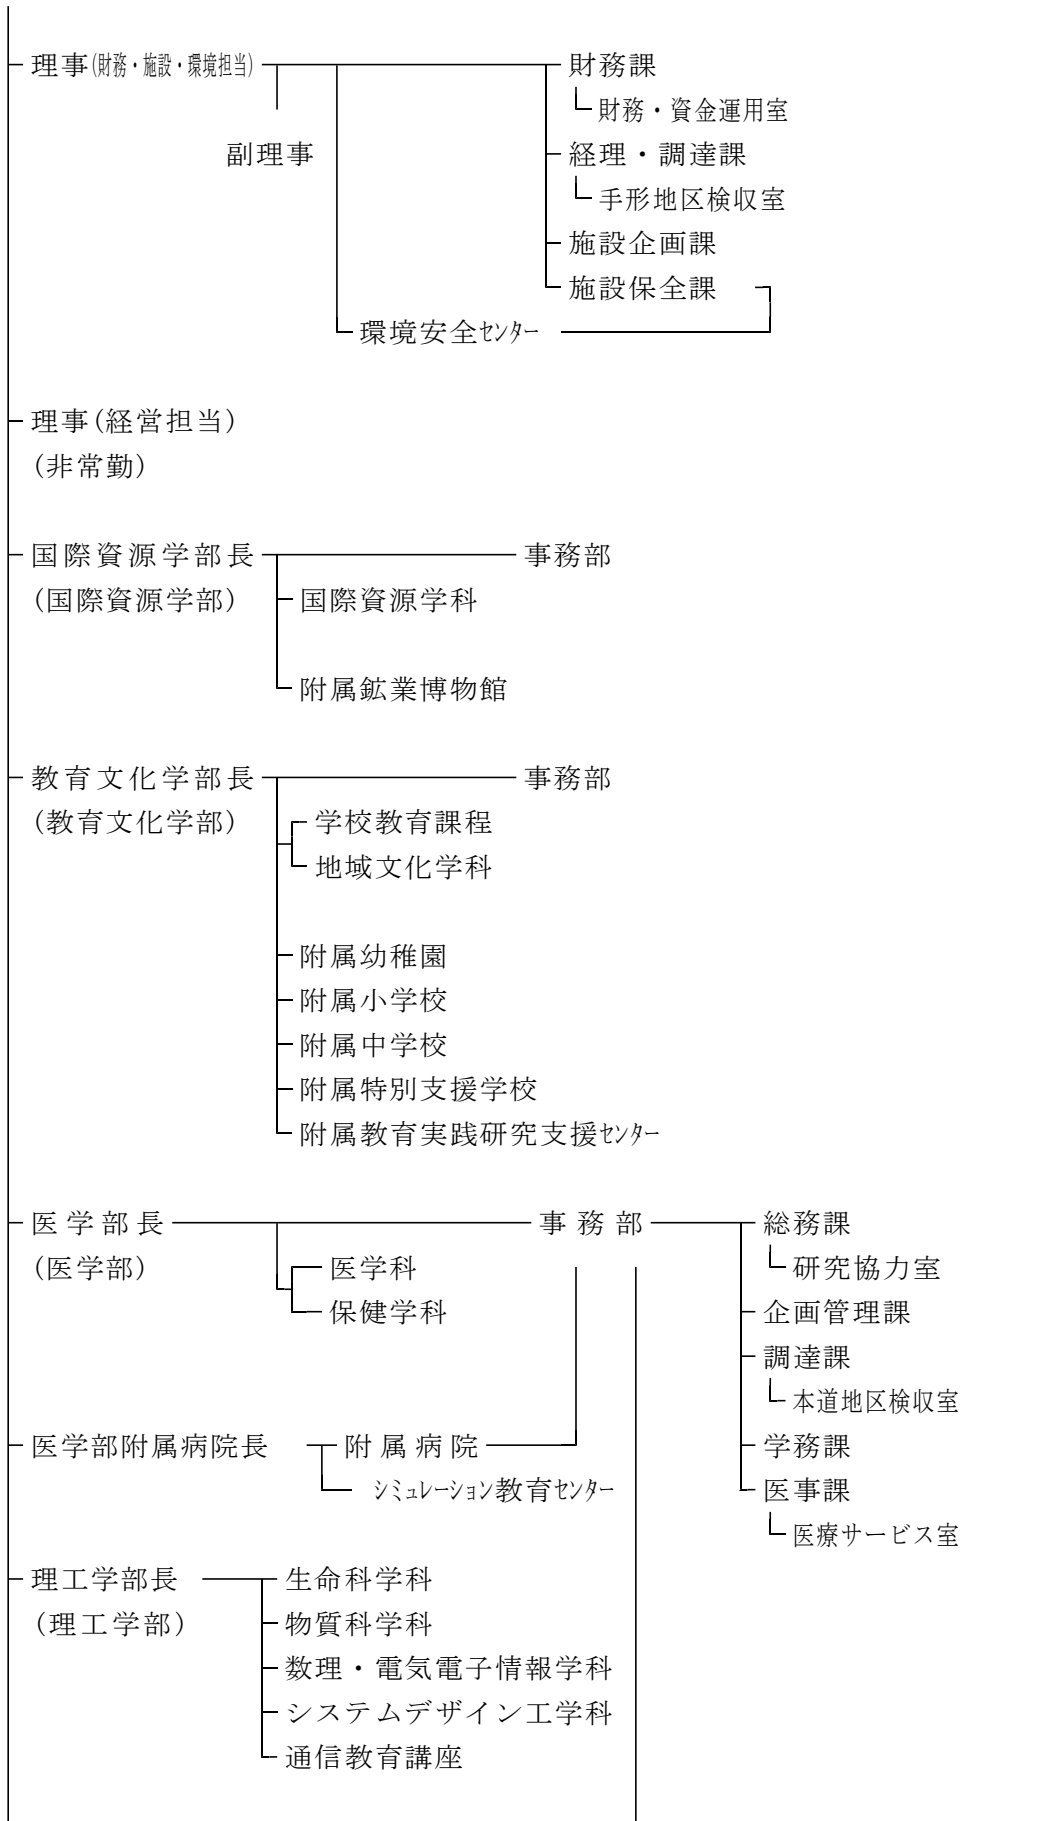 理事(財務・施設・環境担当) 財務課
財務・資金運用室
副理事 経理・調達課
手形地区検収室
施設企画課
施設保全課
環境安全ｾﾝﾀｰ
理事(経営担当)
(非常勤)
国際資源学部長 事務部
(国際資源学部) 国際資源学科
附属鉱業博物館
教育文化学部長 事務部
(教育文化学部) 学校教育課程
地域文化学科
附属幼稚園
附属小学校
附属中学校
附属特別支援学校
附属教育実践研究支援ｾﾝﾀｰ
医学部長 事務部 総務課
(医学部) 医学科 研究協力室
保健学科 企画管理課
調達課
本道地区検収室
医学部附属病院長 附属病院 学務課
ｼﾐｭﾚｰｼｮﾝ教育ｾﾝﾀｰ 医事課
医療サービス室
理工学部長 生命科学科
(理工学部) 物質科学科
数理・電気電子情報学科
システムデザイン工学科
通信教育講座